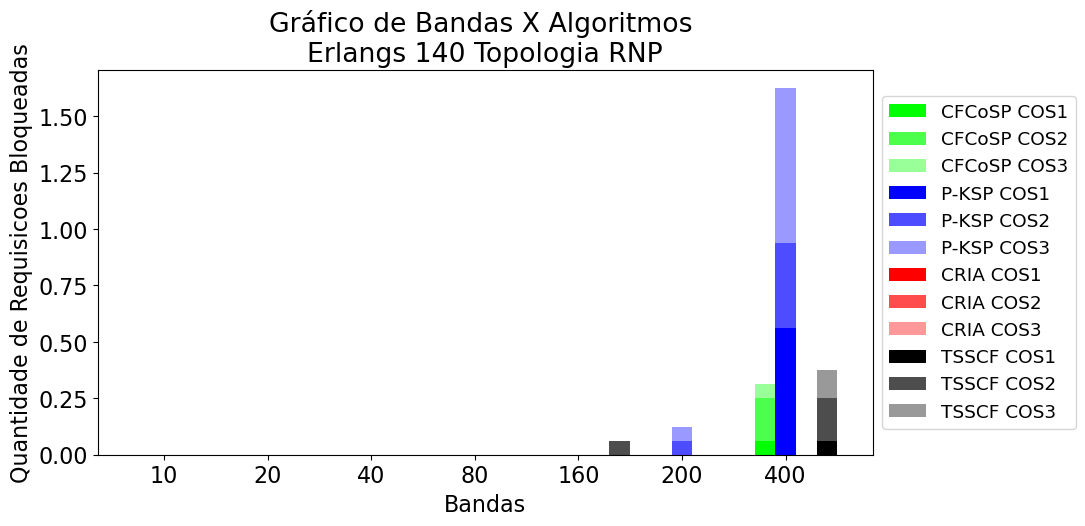 Gráfico de Bandas X Algoritmos
Erlangs 140 Topologia RNP
Quantidade de Requisicoes Bloqueadas
1.50
1.25
1.00
0.75
0.50
0.25
0.00
10 20 40 80 160 200 400
Bandas
CFCoSP COS1
CFCoSP COS2
CFCoSP COS3
P-KSP COS1
P-KSP COS2
P-KSP COS3
CRIA COS1
CRIA COS2
CRIA COS3
TSSCF COS1
TSSCF COS2
TSSCF COS3